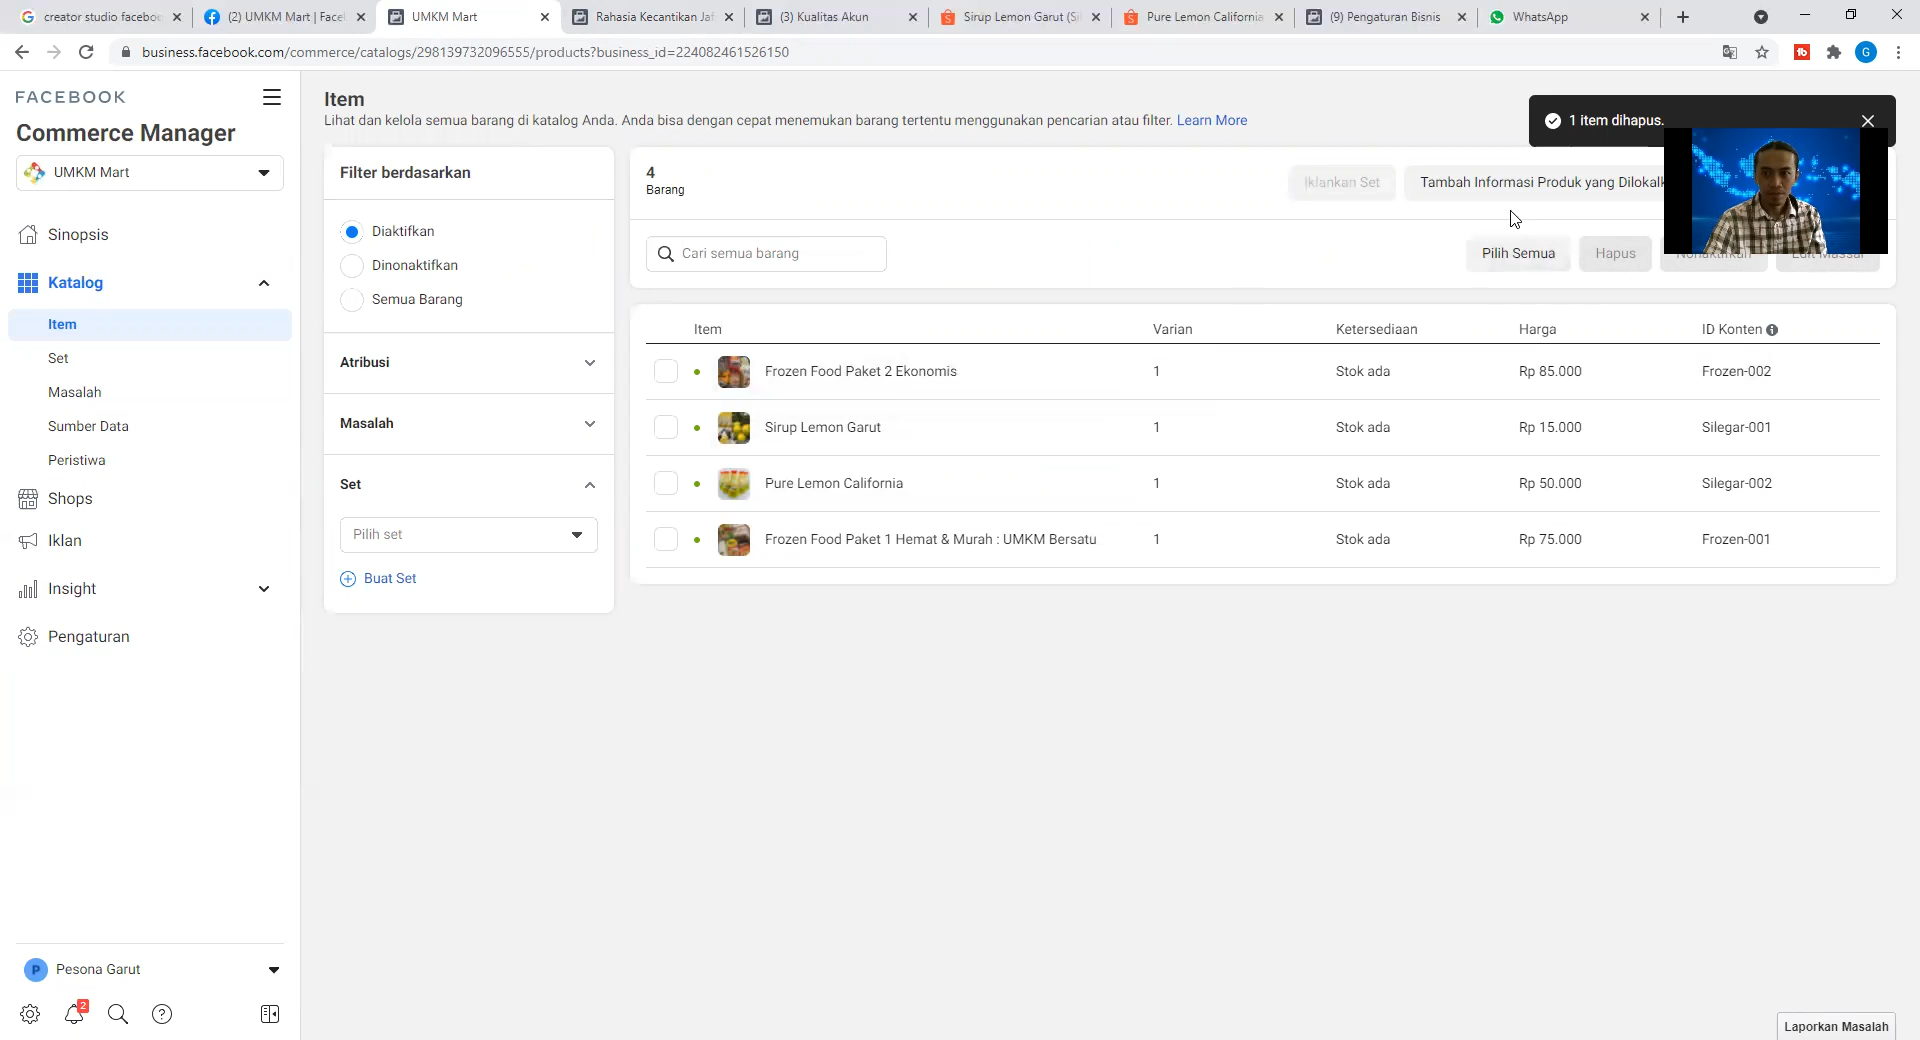 creator studio facebo
(2) UMKM Mart | Face
UMKM Mart
Rahasia Kecantikan Ja
(3) Kualitas Akun
Sirup Lemon Garut (Si
Pure Lemon California
(9) Pengaturan Bisnis
WhatsApp
business.facebook.com/commerce/catalogs/298139732096555/products?business_id=224082461526150
G
FACEBOOK
Commerce Manager
UMKM Mart
Sinopsis
Katalog
Item
Set
Masalah
Sumber Data
Peristiwa
Shops
Iklan
Insight
Pengaturan
P Pesona Garut
2
Item
Lihat dan kelola semua barang di katalog Anda. Anda bisa dengan cepat menemukan barang tertentu menggunakan pencarian atau filter. Learn More
1 item dihapus.
Filter berdasarkan
Diaktifkan
Dinonaktifkan
Semua Barang
Atribusi
Masalah
Set
Pilih set
Buat Set
4
Barang
Iklankan Set
Tambah Informasi Produk yang Dilokalk
Cari semua barang
Pilih Semua
Hapus
Nonaktifkan
Edit Massal
Item Varian Ketersediaan Harga ID Konten
Frozen Food Paket 2 Ekonomis 1 Stok ada Rp 85.000 Frozen-002
Sirup Lemon Garut 1 Stok ada Rp 15.000 Silegar-001
Pure Lemon California 1 Stok ada Rp 50.000 Silegar-002
Frozen Food Paket 1 Hemat & Murah : UMKM Bersatu 1 Stok ada Rp 75.000 Frozen-001
Laporkan Masalah